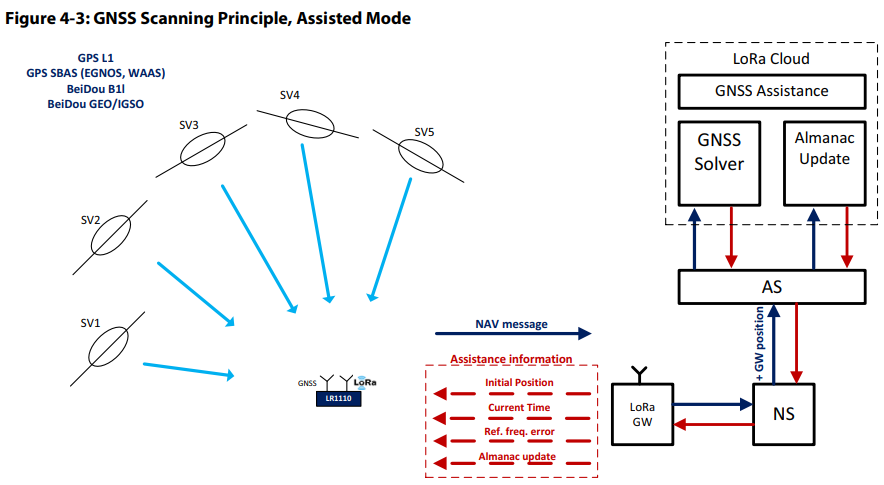 Figure 4-3: GNSS Scanning Principle, Assisted Mode
GPS L1
GPS SBAS (EGNOS, WAAS)
BeiDou B1l
BeiDou GEO/IGSO
SV1
SV2
SV3
SV4
SV5
GNSS
LoRa
LR1110
NAV message
Assistance information
Initial Position
Current Time
Ref. freq. error
Almanac update
LoRa
GW
NS
+ GW position
AS
LoRa Cloud
GNSS Assistance
GNSS
Solver
Almanac
Update